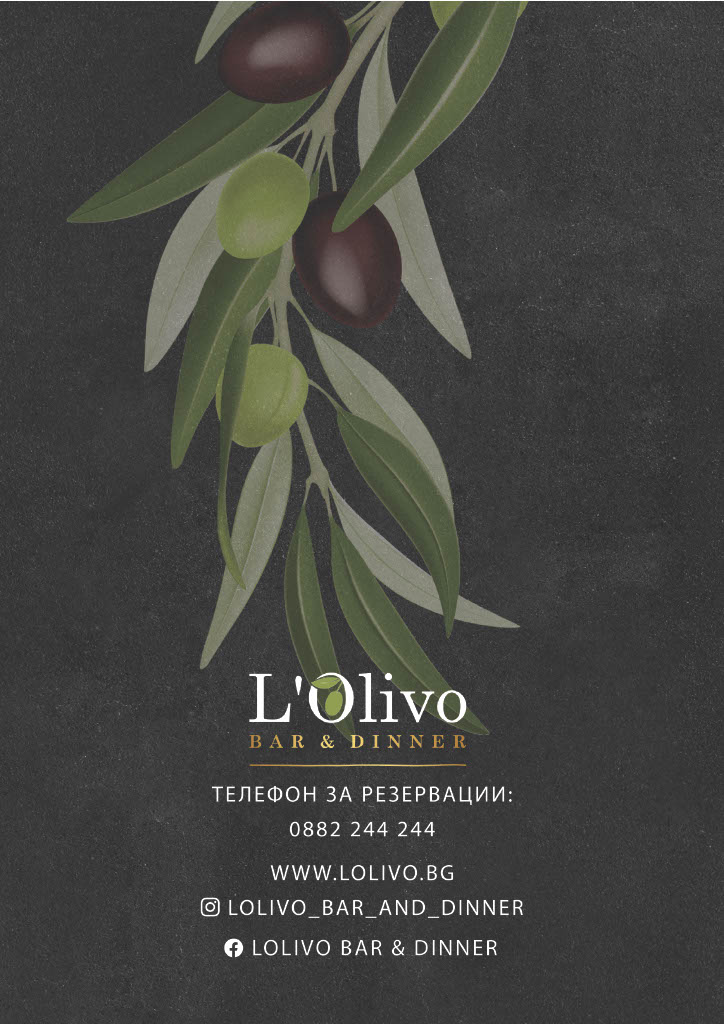 L'Olivo
BAR & DINNER
ТЕЛЕФОН ЗА РЕЗЕРВАЦИИ:
0882 244 244
WWW.LOLIVO.BG
LOLIVO_BAR_AND_DINNER
LOLIVO BAR & DINNER